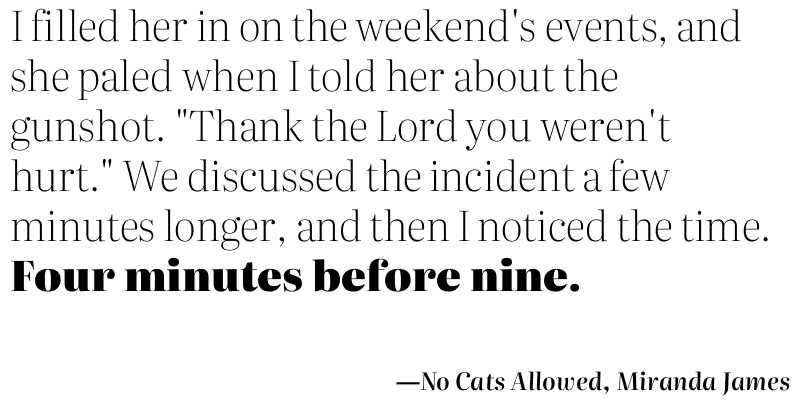 I filled her in on the weekend's events, and
she paled when I told her about the
gunshot. "Thank the Lord you weren't
hurt." We discussed the incident a few
minutes longer, and then I noticed the time.
Four minutes before nine.
—No Cats Allowed, Miranda James